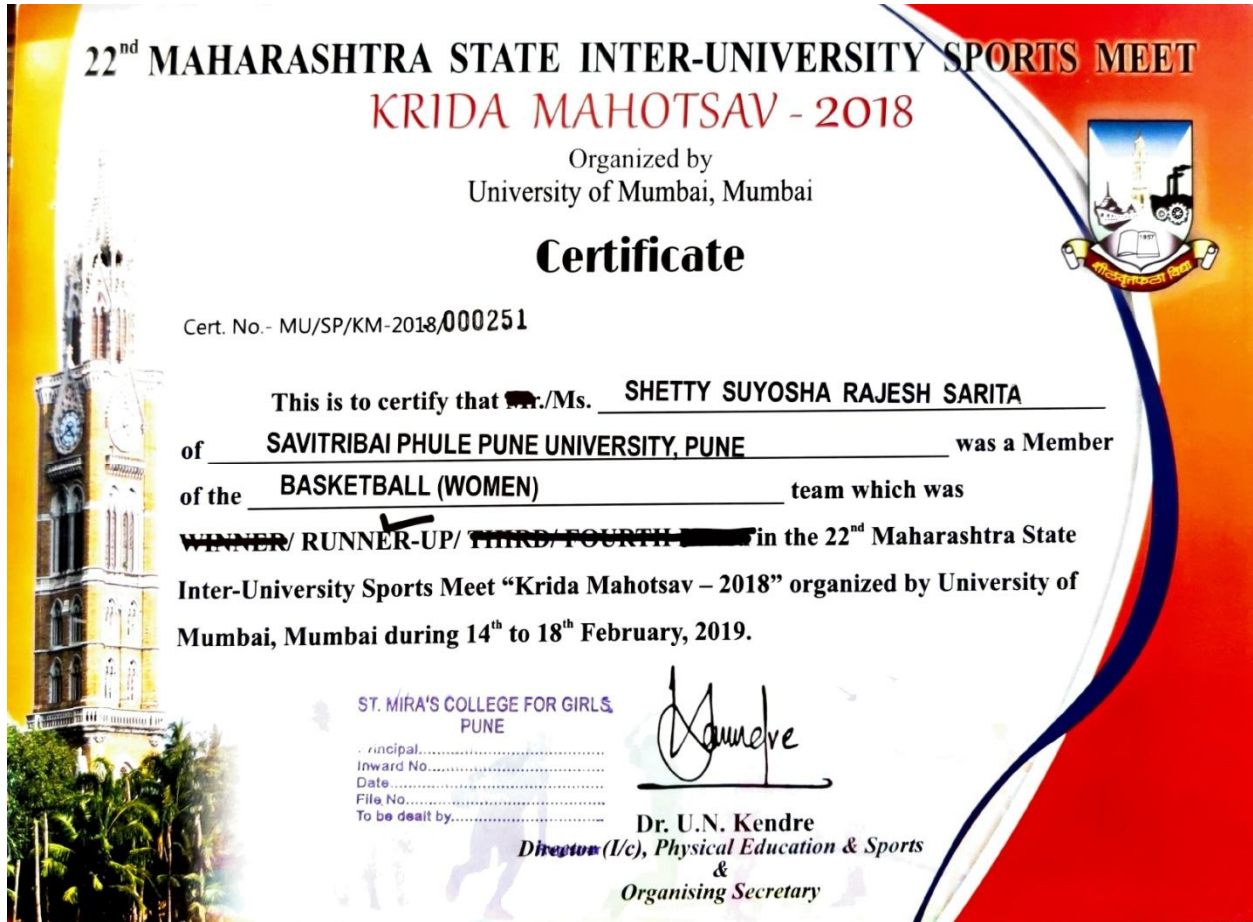 22nd MAHARASHTRA STATE INTER-UNIVERSITY SPORTS MEET
KRIDA MAHOTSAV - 2018
Organized by
University of Mumbai, Mumbai
1857
शीलवृत्तफला विद्या
Certificate
Cert. No.- MU/SP/KM-2018/000251
This is to certify that Mr./Ms. SHETTY SUYOSHA RAJESH SARITA
of SAVITRIBAI PHULE PUNE UNIVERSITY, PUNE was a Member
of the BASKETBALL (WOMEN) team which was
WINNER/ RUNNER-UP/ THIRD/ FOURTH in the 22nd Maharashtra State
Inter-University Sports Meet “Krida Mahotsav – 2018” organized by University of
Mumbai, Mumbai during 14th to 18th February, 2019.
ST. MIRA'S COLLEGE FOR GIRLS,
PUNE
rincipal..............................
Inward No..............................
Date..............................
File No..............................
To be dealt by..............................
Dr. U.N. Kendre
Director (I/c), Physical Education & Sports
&
Organising Secretary